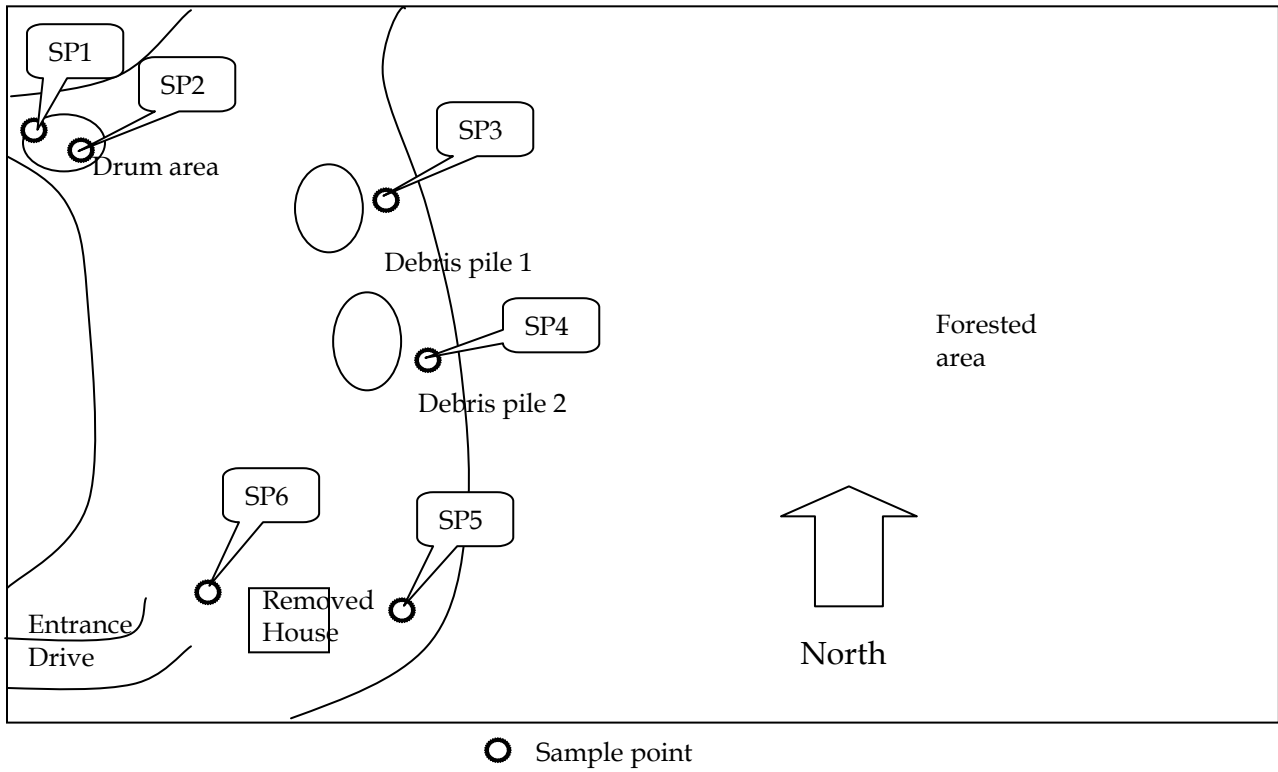 SP1
SP2
Drum area
SP3
Debris pile 1
SP4
Debris pile 2
Forested
area
SP6
SP5
Removed
House
Entrance
Drive
North
Sample point